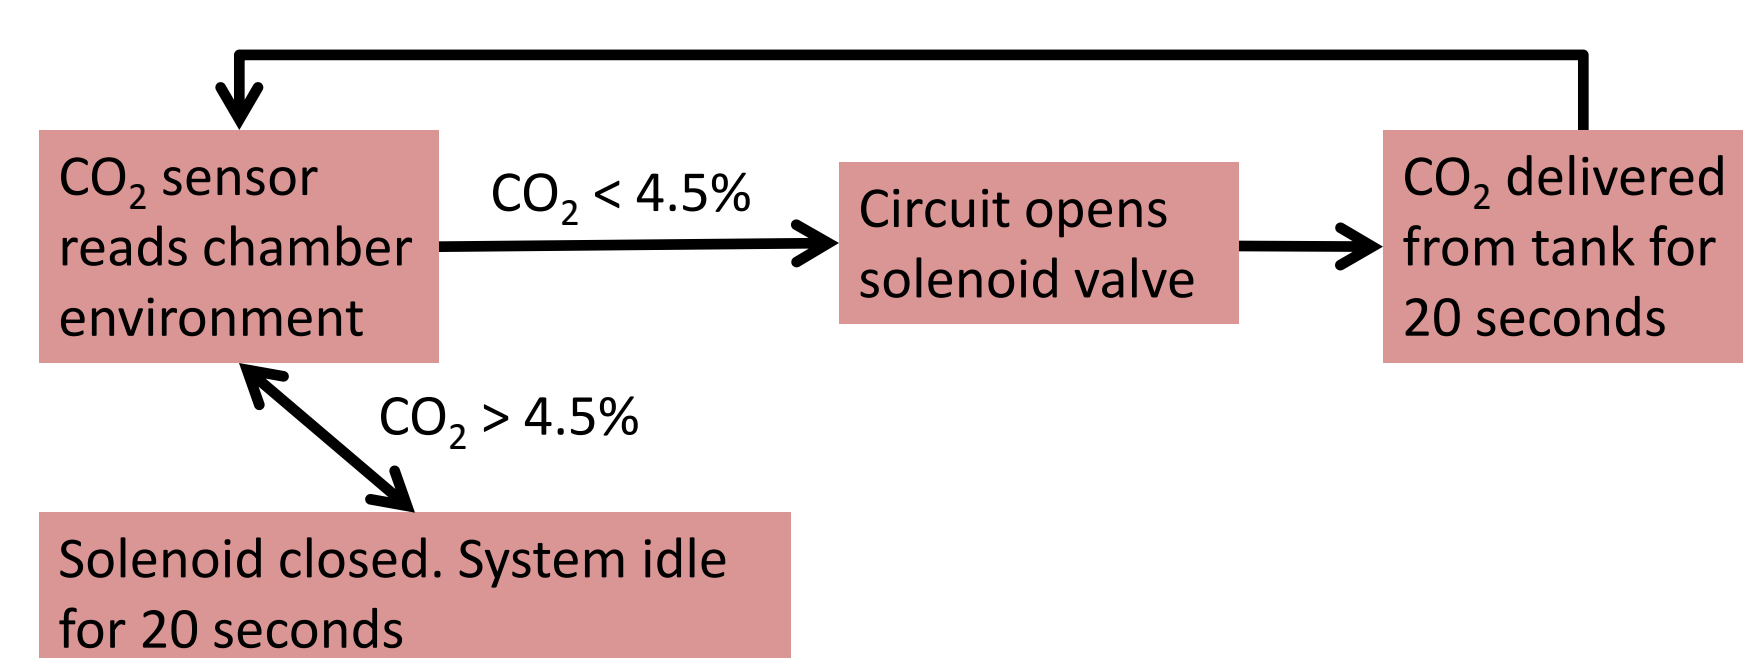 CO₂ sensor
reads chamber
environment
CO₂ < 4.5%
Circuit opens
solenoid valve
CO₂ delivered
from tank for
20 seconds
CO₂ > 4.5%
Solenoid closed. System idle
for 20 seconds